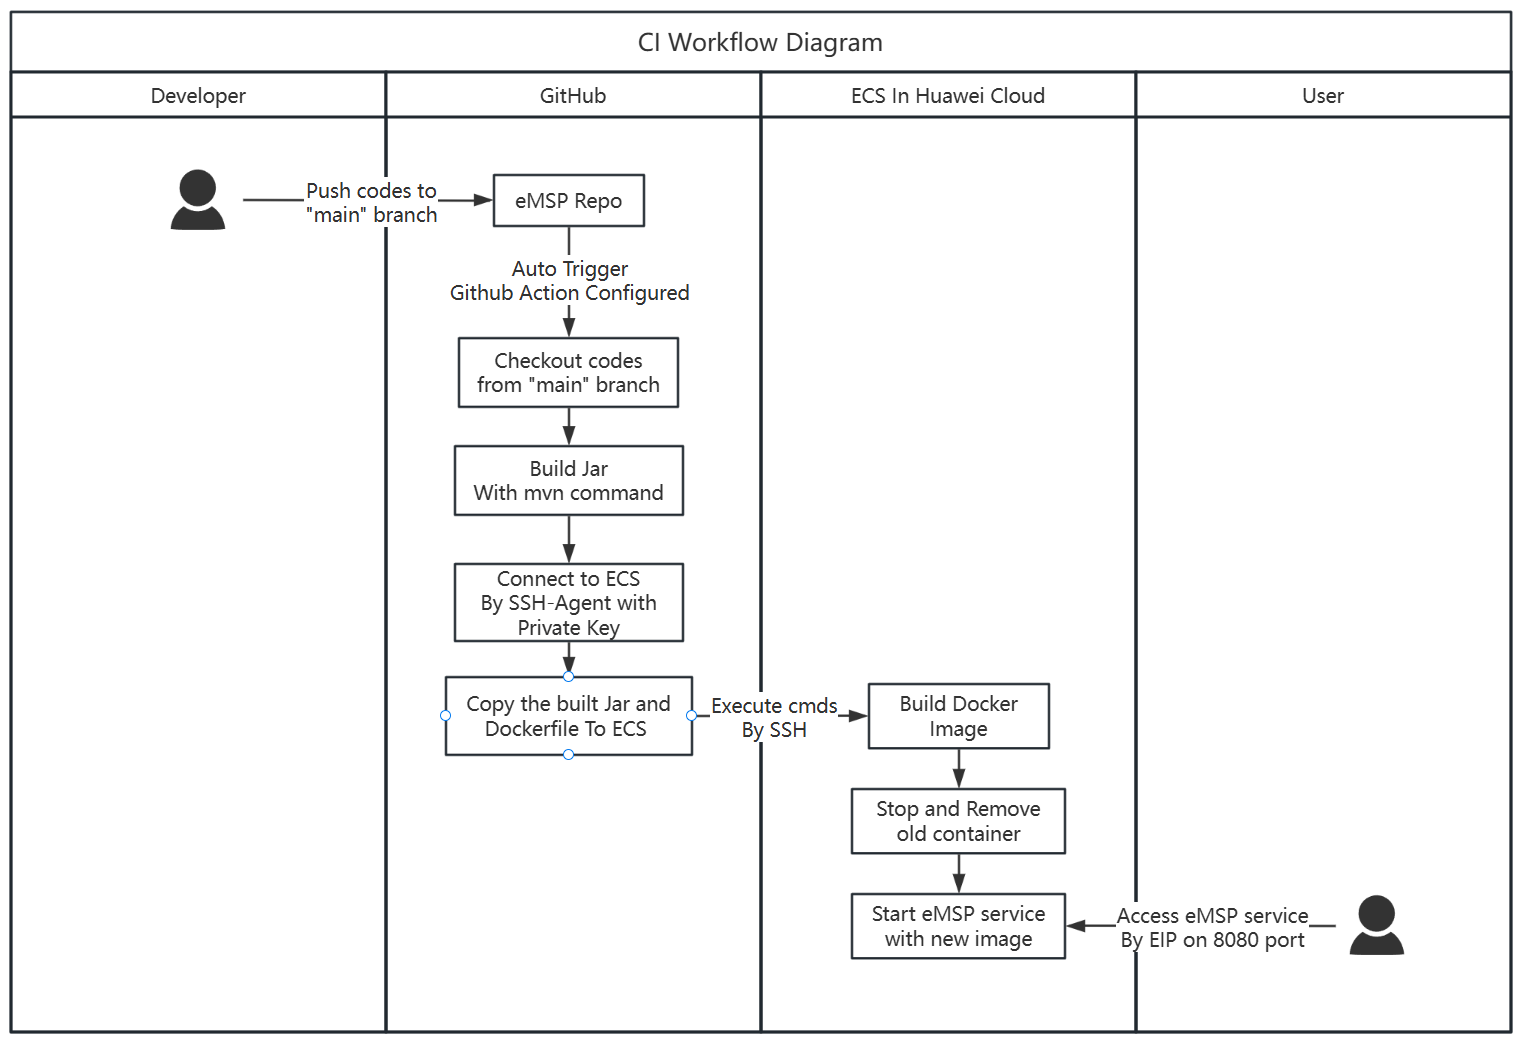 CI Workflow Diagram
Developer
GitHub
ECS In Huawei Cloud
User
Push codes to
"main" branch
eMSP Repo
Auto Trigger
Github Action Configured
Checkout codes
from "main" branch
Build Jar
With mvn command
Connect to ECS
By SSH-Agent with
Private Key
Copy the built Jar and
Dockerfile To ECS
Execute cmds
By SSH
Build Docker
Image
Stop and Remove
old container
Start eMSP service
with new image
Access eMSP service
By EIP on 8080 port